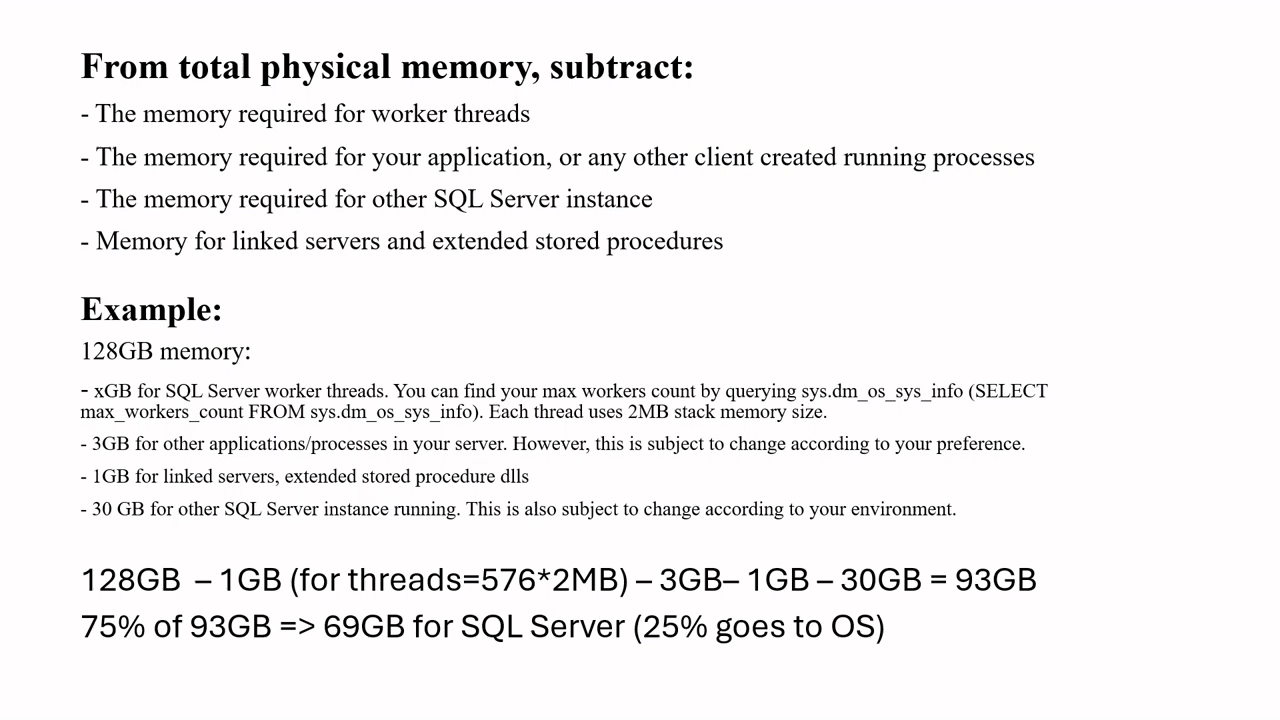 From total physical memory, subtract:
- The memory required for worker threads
- The memory required for your application, or any other client created running processes
- The memory required for other SQL Server instance
- Memory for linked servers and extended stored procedures
Example:
128GB memory:
- xGB for SQL Server worker threads. You can find your max workers count by querying sys.dm_os_sys_info (SELECT
max_workers_count FROM sys.dm_os_sys_info). Each thread uses 2MB stack memory size.
- 3GB for other applications/processes in your server. However, this is subject to change according to your preference.
- 1GB for linked servers, extended stored procedure dlls
- 30 GB for other SQL Server instance running. This is also subject to change according to your environment.
128GB – 1GB (for threads=576*2MB) – 3GB– 1GB – 30GB = 93GB
75% of 93GB => 69GB for SQL Server (25% goes to OS)